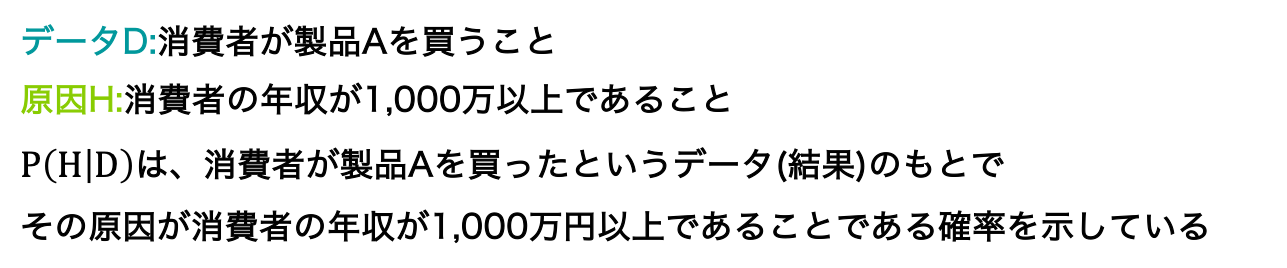 データD:消費者が製品Aを買うこと
原因H:消費者の年収が1,000万以上であること
P(H|D)は、消費者が製品Aを買ったというデータ(結果)のもとで
その原因が消費者の年収が1,000万円以上であることである確率を示している